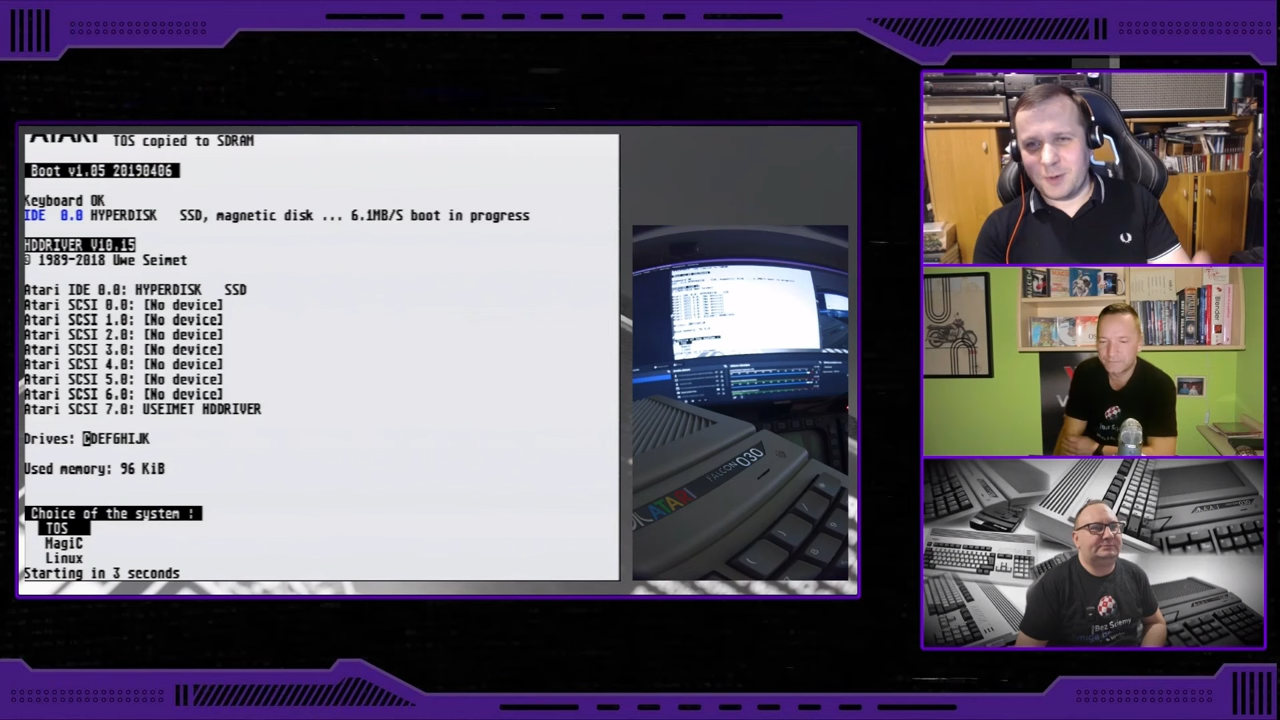 ATARI TOS copied to SDRAM
Boot v1.05 20190406
Keyboard OK
IDE 0.0 HYPERDISK SSD, magnetic disk ... 6.1MB/S boot in progress
HDDRIVER V10.15
© 1989-2018 Uwe Seimet
Atari IDE 0.0: HYPERDISK SSD
Atari SCSI 0.0: [No device]
Atari SCSI 1.0: [No device]
Atari SCSI 2.0: [No device]
Atari SCSI 3.0: [No device]
Atari SCSI 4.0: [No device]
Atari SCSI 5.0: [No device]
Atari SCSI 6.0: [No device]
Atari SCSI 7.0: USEIMET HDDRIVER
Drives: CDEFGHIJK
Used memory: 96 KiB
Choice of the system :
TOS
MagiC
Linux
Starting in 3 seconds
ATARI FALCON 030
Blender
Bez Ściemy